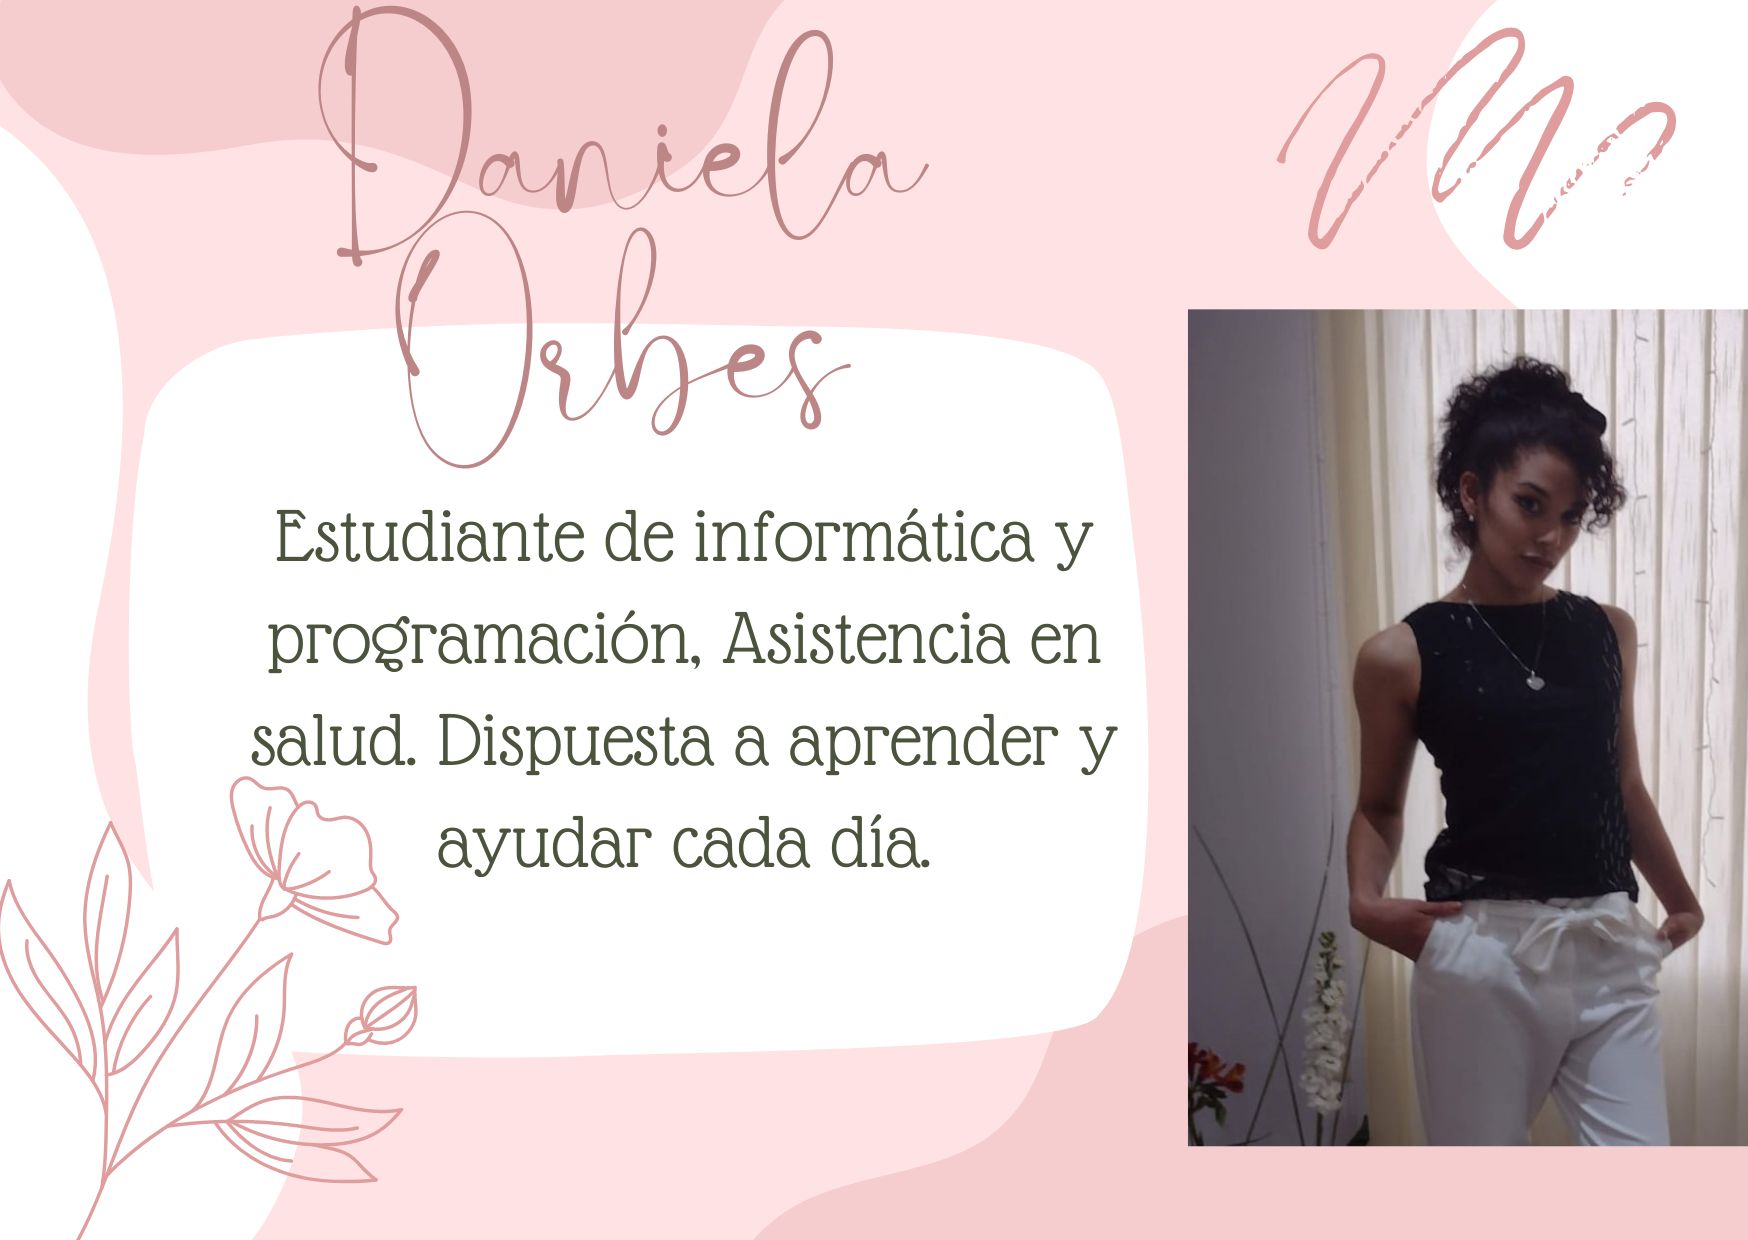 Daniela
Orbes
Estudiante de informática y
programación, Asistencia en
salud. Dispuesta a aprender y
ayudar cada día.